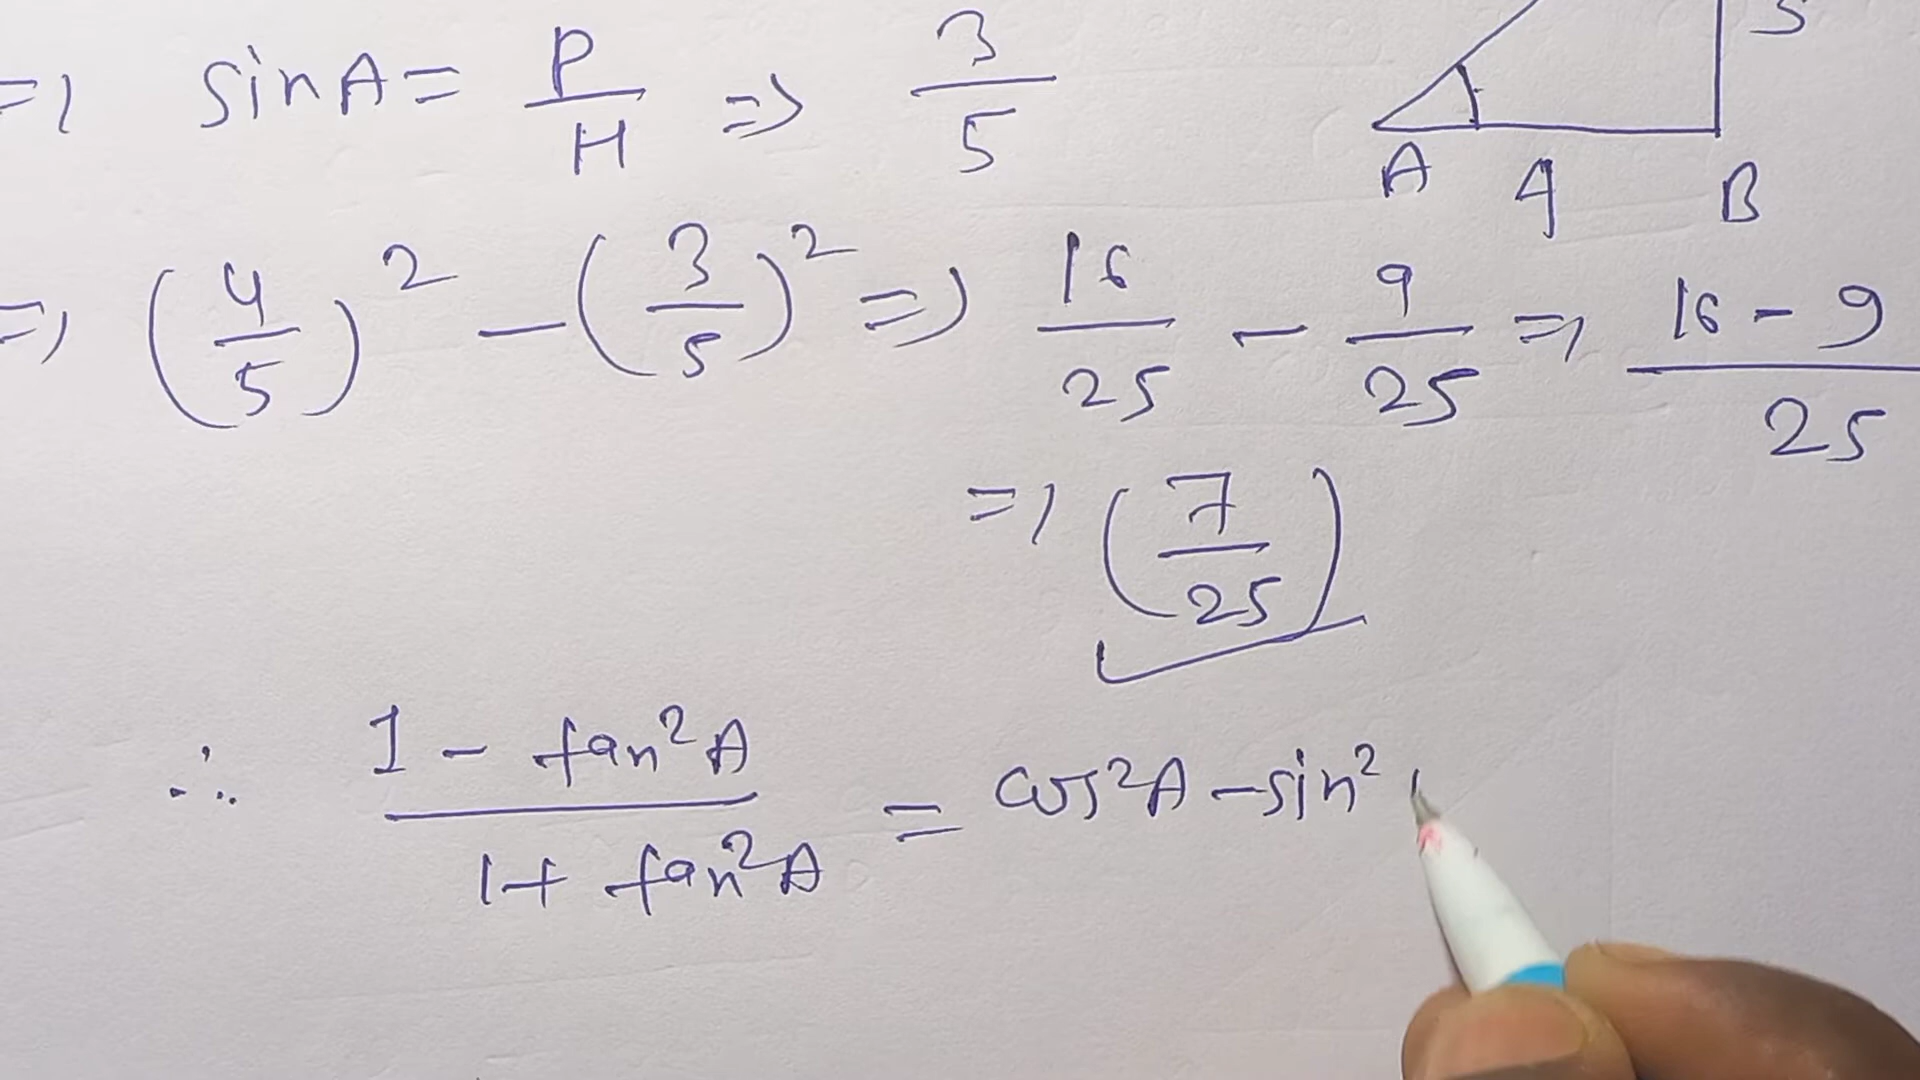 => sinA = P/H => 3/5
A 4 B
=> (4/5)² - (3/5)² => 16/25 - 9/25 => 16 - 9/25
=> (7/25)
∴ 1 - tan²A/1 + tan²A = cos²A - sin²